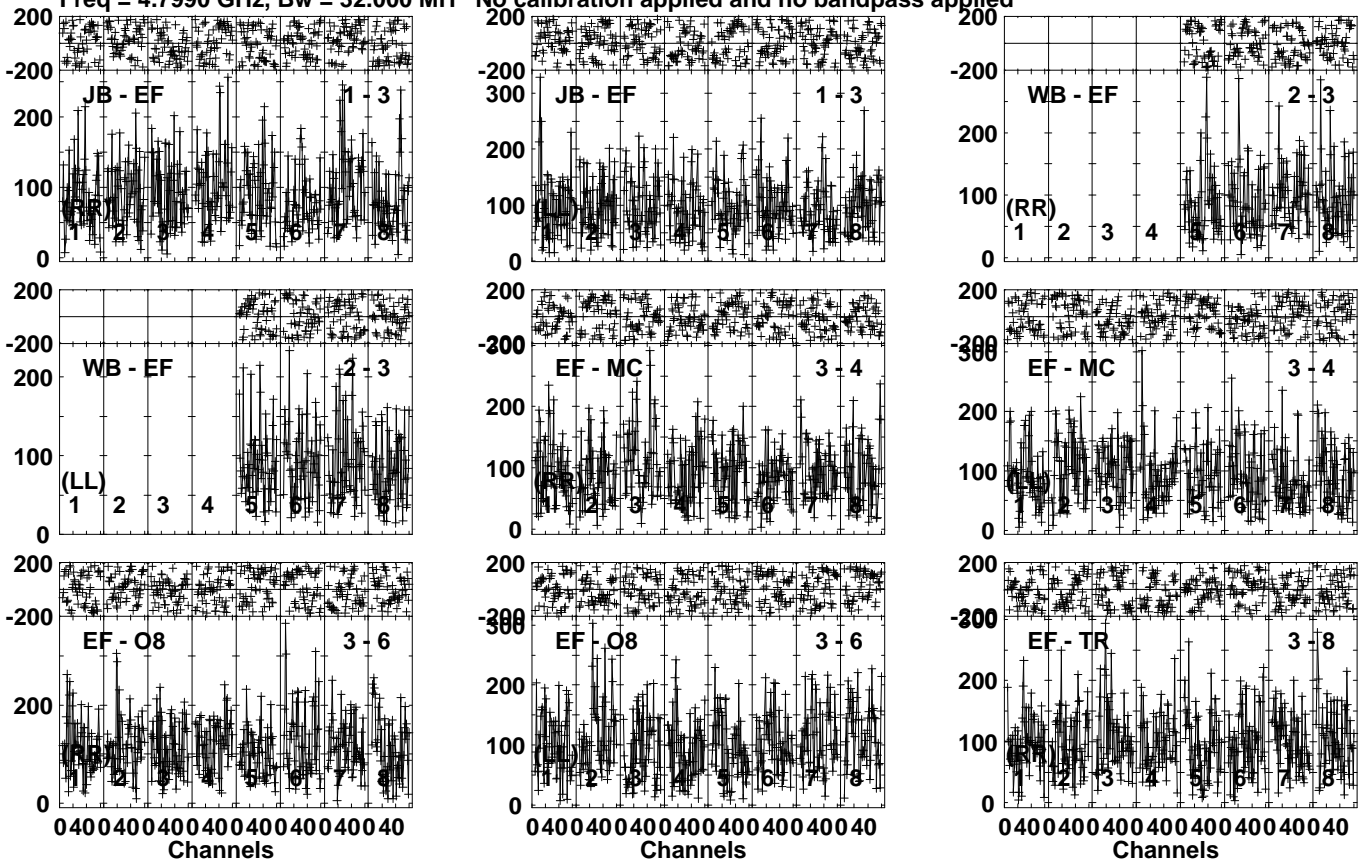 Freq = 4.7990 GHz, Bw = 32.000 MH No calibration applied and no bandpass applied
200 200 200
-200 -200 -200
JB - EF 1 - 3 JB - EF 1 - 3 WB - EF 2 - 3
300
200 200 200
100 100 100
(RR) (LL) (RR)
1 2 3 4 5 6 7 8 1 2 3 4 5 6 7 8 1 2 3 4 5 6 7 8
0 0 0
200 200 200
-200 -200 -200
300 300
WB - EF 2 - 3 EF - MC 3 - 4 EF - MC 3 - 4
200 200 200
100 100 100
(LL) (RR) (LL)
1 2 3 4 5 6 7 8 1 2 3 4 5 6 7 8 1 2 3 4 5 6 7 8
0 0 0
200 200 200
-200 -200 -200
300 300
EF - O8 3 - 6 EF - O8 3 - 6 EF - TR 3 - 8
200 200 200
100 100
(RR) (LL) (RR)
1 2 3 4 5 6 7 8 1 2 3 4 5 6 7 8 1 2 3 4 5 6 7 8
0 0 0
0 40 0 40 0 40 0 40 0 40 0 40 0 40 0 40 0 40 0 40 0 40 0 40 0 40 0 40 0 40 0 40 0 40 0 40 0 40 0 40 0 40 0 40 0 40 0 40
Channels Channels Channels